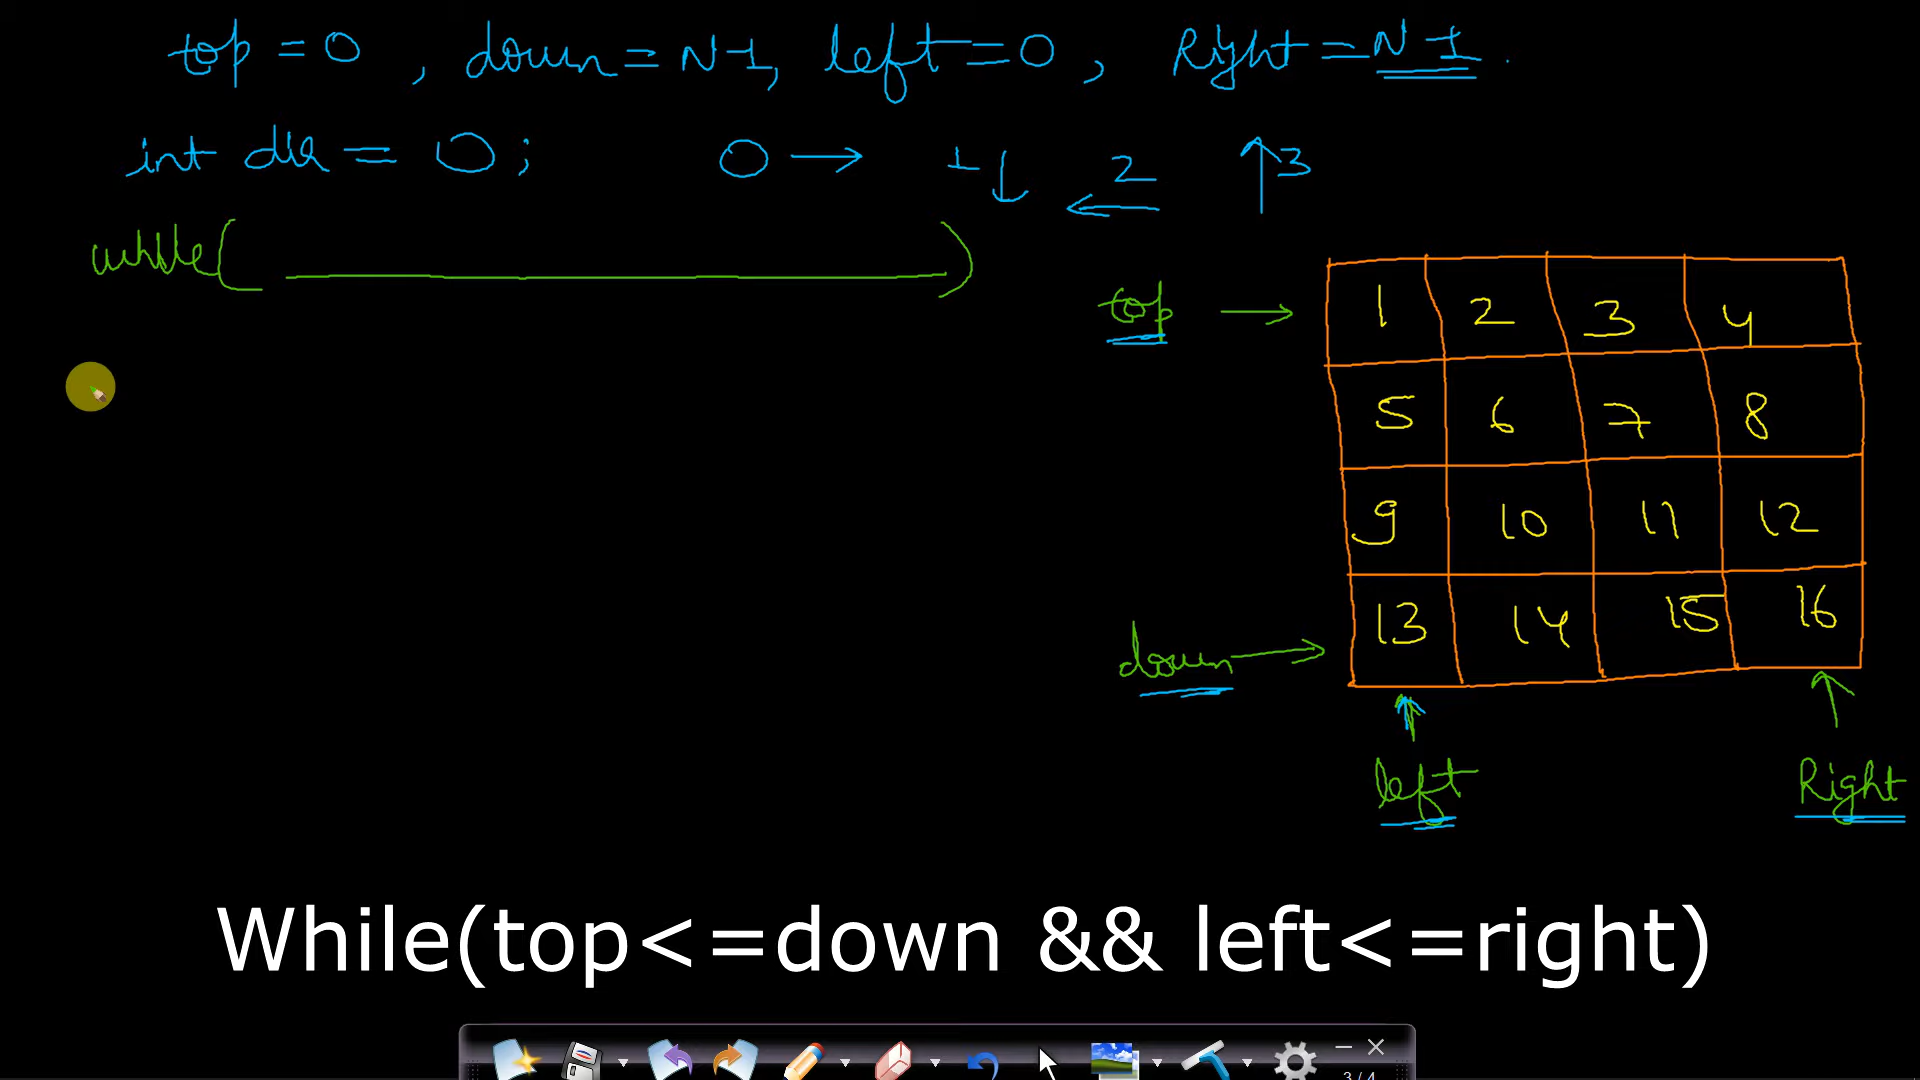 top = 0 , down = N-1, left = 0 , Right = N-1 .
int dir = 0 ; 0 → 1 ↓ 2 ← ↑ 3
while( )
top → 1 2 3 4
5 6 7 8
9 10 11 12
down → 13 14 15 16
left Right
While(top<=down && left<=right)
3 / 4